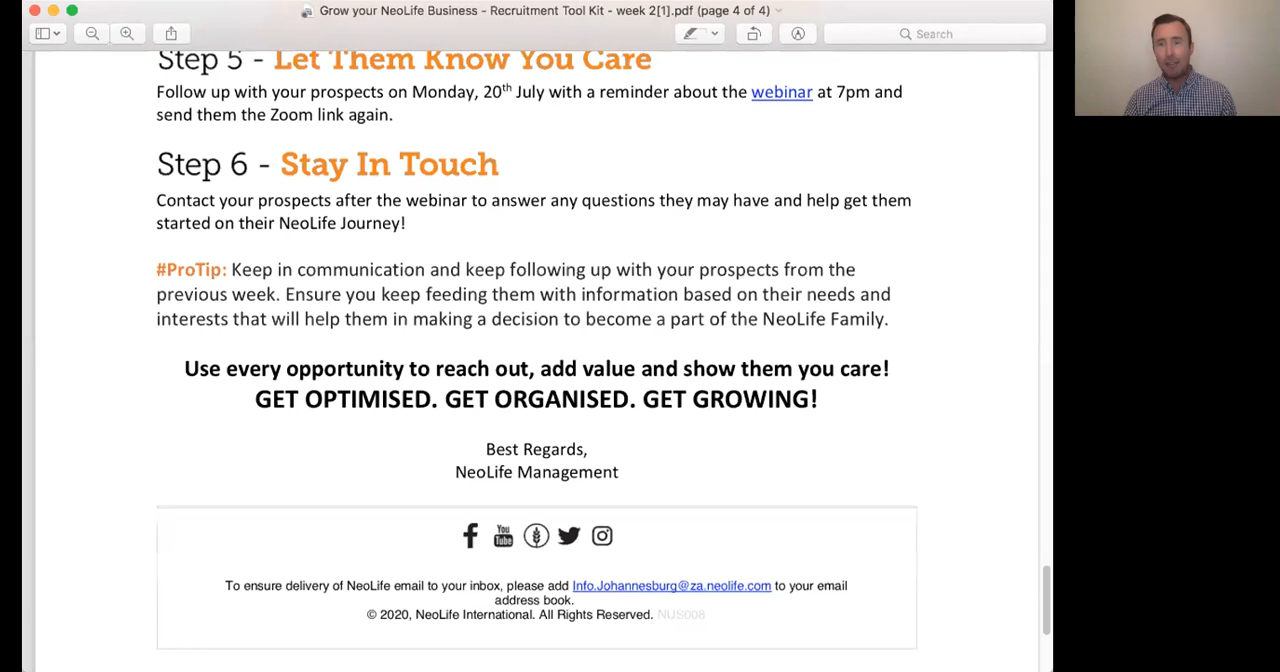 Grow your NeoLife Business - Recruitment Tool Kit - week 2[1].pdf (page 4 of 4)
Search
Step 5 - Let Them Know You Care
Follow up with your prospects on Monday, 20th July with a reminder about the webinar at 7pm and
send them the Zoom link again.
Step 6 - Stay In Touch
Contact your prospects after the webinar to answer any questions they may have and help get them
started on their NeoLife Journey!
#ProTip: Keep in communication and keep following up with your prospects from the
previous week. Ensure you keep feeding them with information based on their needs and
interests that will help them in making a decision to become a part of the NeoLife Family.
Use every opportunity to reach out, add value and show them you care!
GET OPTIMISED. GET ORGANISED. GET GROWING!
Best Regards,
NeoLife Management
You
Tube
To ensure delivery of NeoLife email to your inbox, please add Info.Johannesburg@za.neolife.com to your email
address book.
© 2020, NeoLife International. All Rights Reserved. NUS008